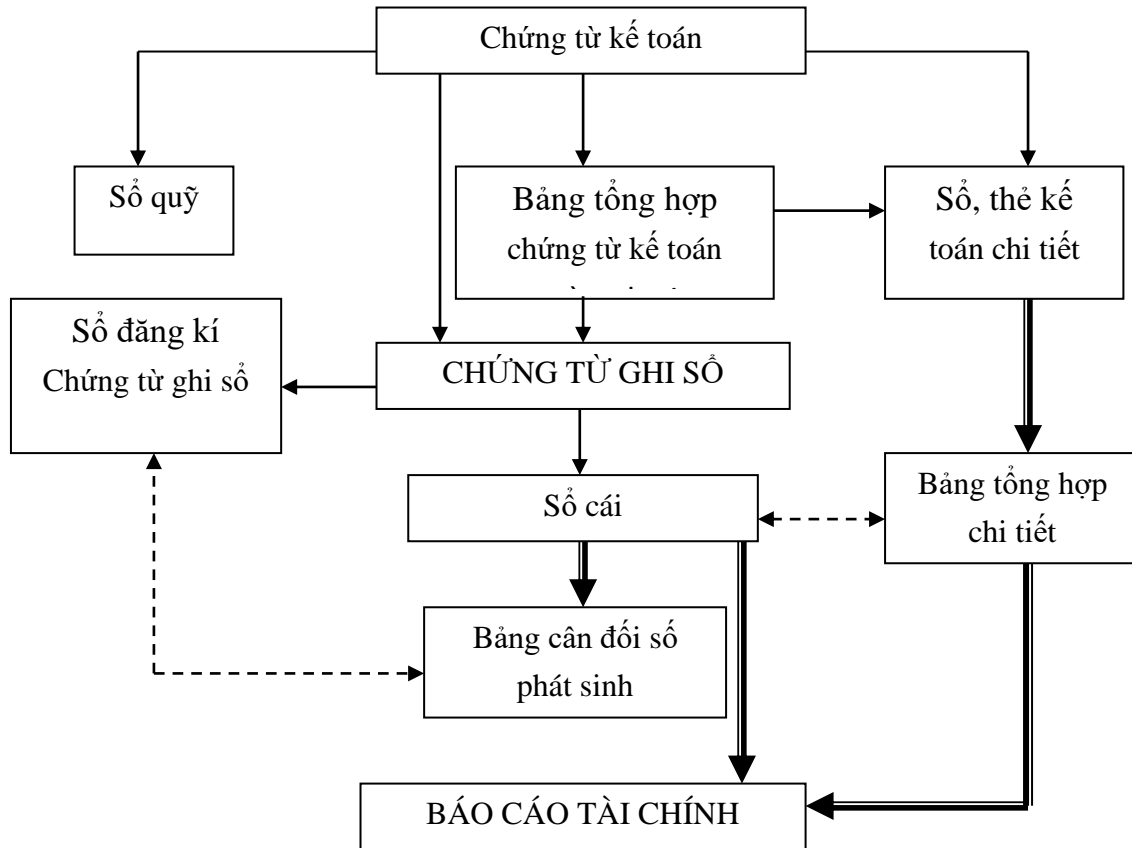 Chứng từ kế toán
Sổ quỹ
Bảng tổng hợp
chứng từ kế toán
Sổ, thẻ kế
toán chi tiết
Sổ đăng kí
Chứng từ ghi sổ
CHỨNG TỪ GHI SỔ
Sổ cái
Bảng tổng hợp
chi tiết
Bảng cân đối số
phát sinh
BÁO CÁO TÀI CHÍNH